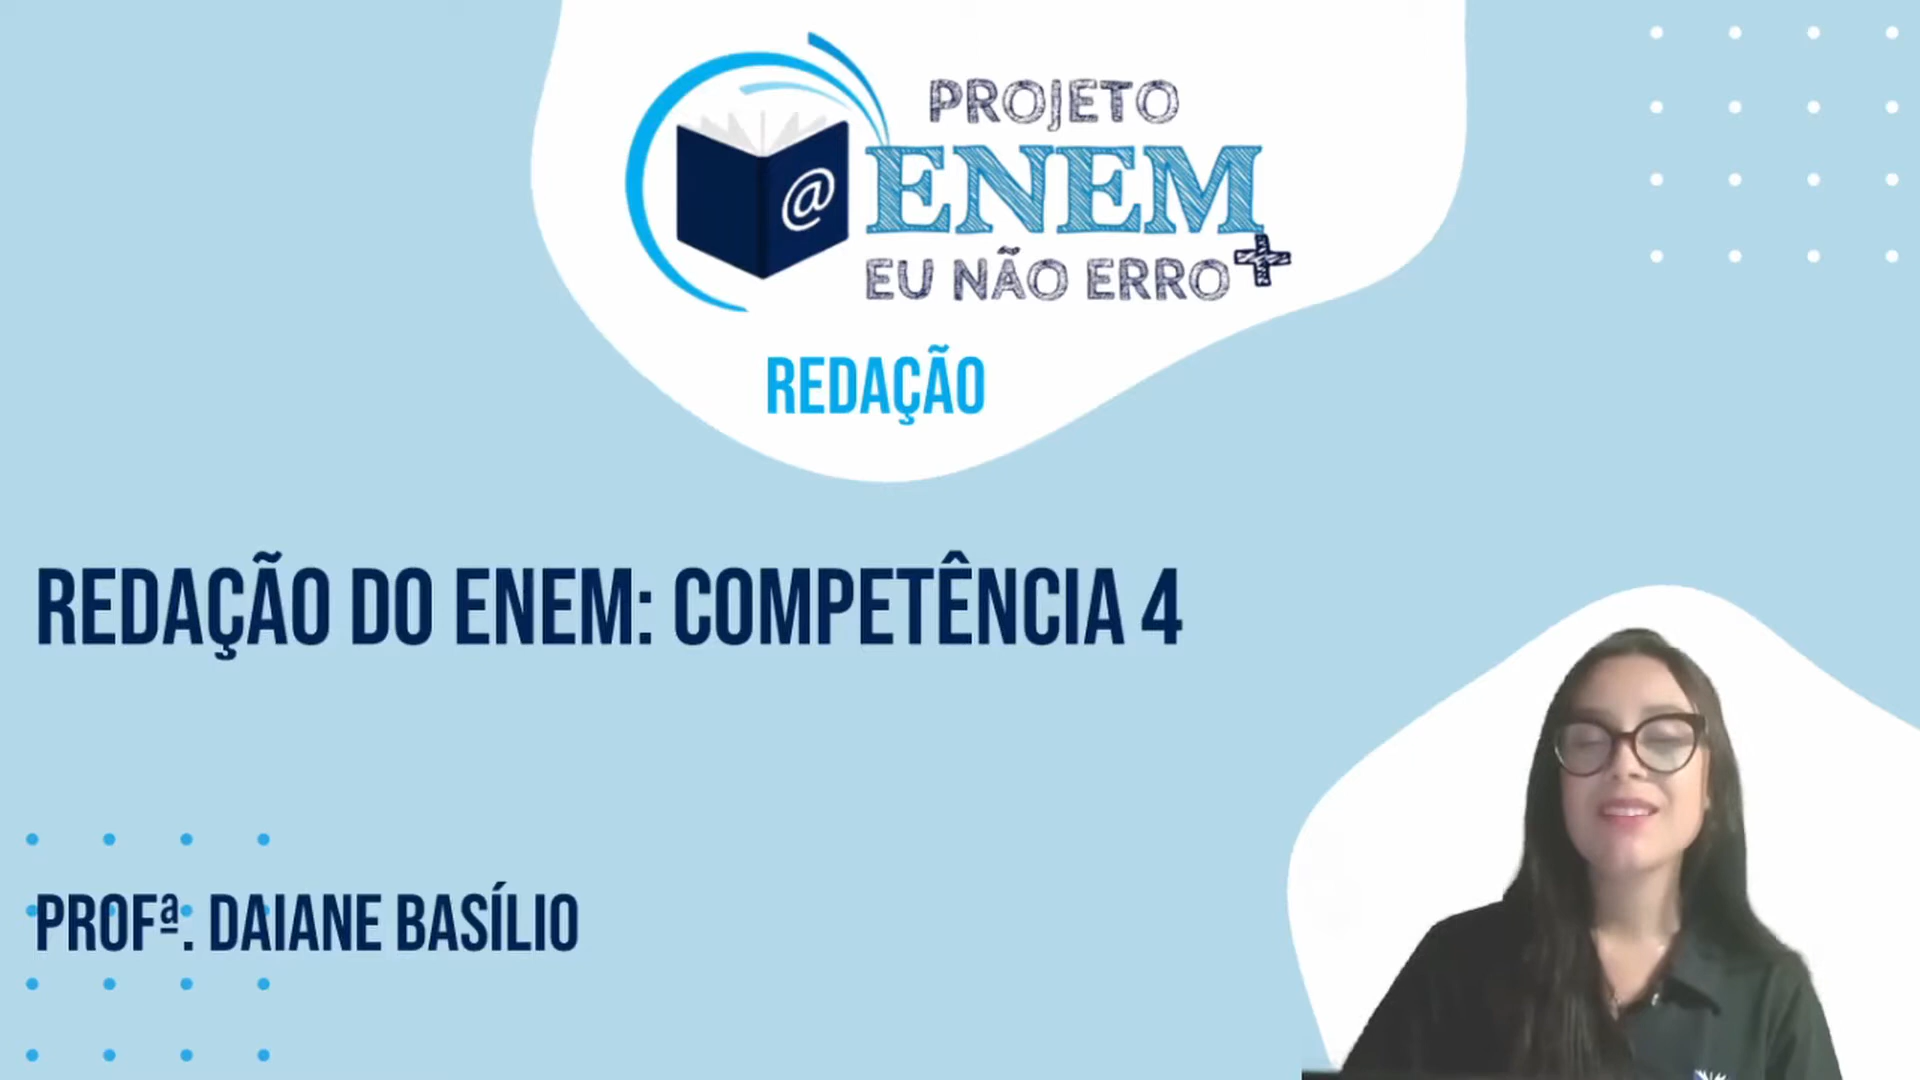 PROJETO
@ ENEM
EU NÃO ERRO+
REDAÇÃO
REDAÇÃO DO ENEM: COMPETÊNCIA 4
PROFª. DAIANE BASÍLIO